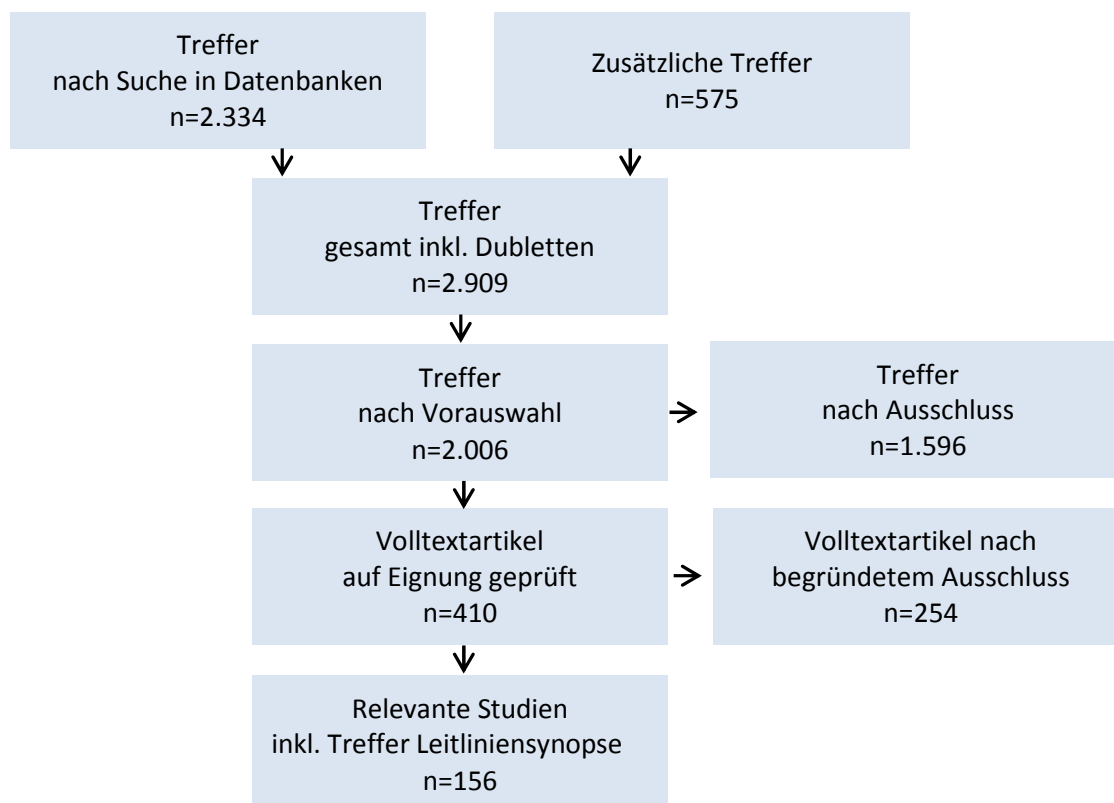 Treffer
nach Suche in Datenbanken
n=2.334
Zusätzliche Treffer
n=575
Treffer
gesamt inkl. Dubletten
n=2.909
Treffer
nach Vorauswahl
n=2.006
Treffer
nach Ausschluss
n=1.596
Volltextartikel
auf Eignung geprüft
n=410
Volltextartikel nach
begründetem Ausschluss
n=254
Relevante Studien
inkl. Treffer Leitliniensynopse
n=156